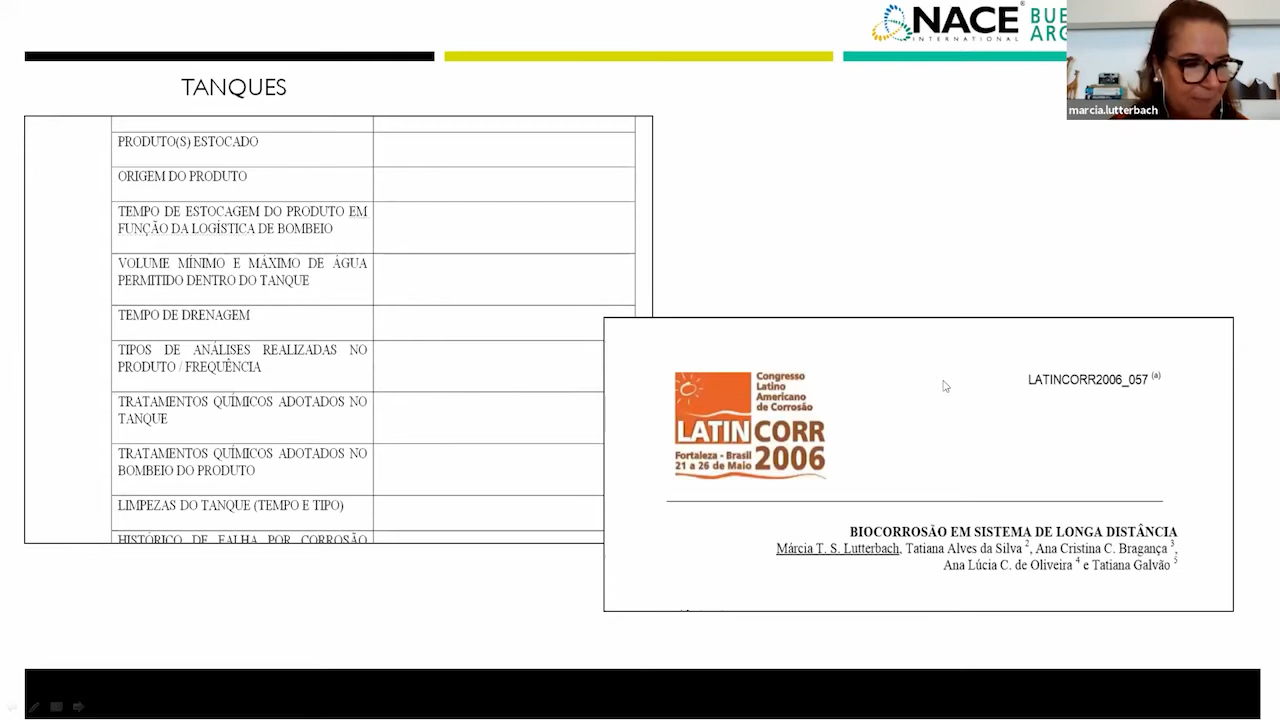 NACE
INTERNATIONAL
BUE
ARG
marcia.lutterbach
TANQUES
PRODUTO(S) ESTOCADO
ORIGEM DO PRODUTO
TEMPO DE ESTOCAGEM DO PRODUTO EM
FUNÇÃO DA LOGÍSTICA DE BOMBEIO
VOLUME MÍNIMO E MÁXIMO DE ÁGUA
PERMITIDO DENTRO DO TANQUE
TEMPO DE DRENAGEM
TIPOS DE ANÁLISES REALIZADAS NO
PRODUTO / FREQUÊNCIA
TRATAMENTOS QUÍMICOS ADOTADOS NO
TANQUE
TRATAMENTOS QUÍMICOS ADOTADOS NO
BOMBEIO DO PRODUTO
LIMPEZAS DO TANQUE (TEMPO E TIPO)
HISTÓRICO DE FALHA POR CORROSÃO
Congresso
Latino
Americano
de Corrosão
LATINCORR
Fortaleza - Brasil
21 a 26 de Maio
2006
LATINCORR2006_057 (a)
BIOCORROSÃO EM SISTEMA DE LONGA DISTÂNCIA
Márcia T. S. Lutterbach, Tatiana Alves da Silva 2, Ana Cristina C. Bragança 3,
Ana Lúcia C. de Oliveira 4 e Tatiana Galvão 5